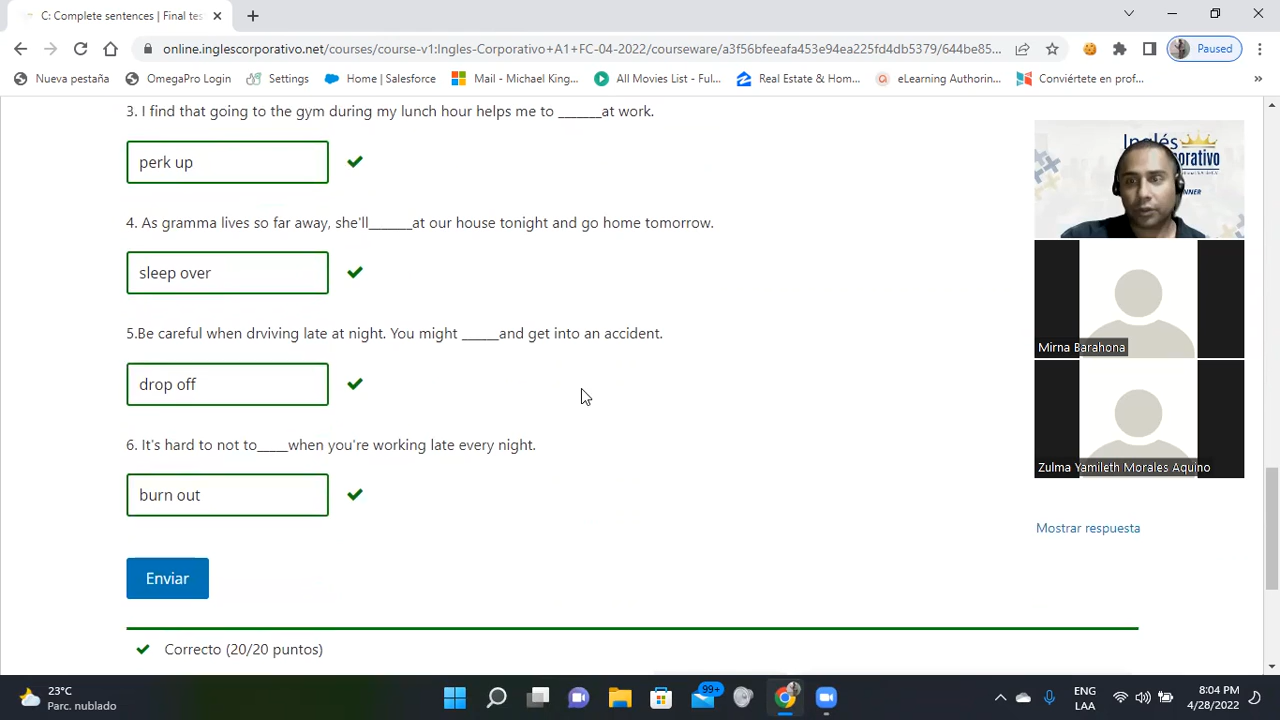 C: Complete sentences | Final tes
online.inglescorporativo.net/courses/course-v1:Ingles-Corporativo+A1+FC-04-2022/courseware/a3f56bfeeafa453e94ea225fd4db5379/644be85...
Paused
Nueva pestaña
OmegaPro Login
Settings
Home | Salesforce
Mail - Michael King...
All Movies List - Ful...
Real Estate & Hom...
eLearning Authorin...
Conviértete en prof...
»
3. I find that going to the gym during my lunch hour helps me to _______at work.
perk up
4. As gramma lives so far away, she'll_______at our house tonight and go home tomorrow.
sleep over
5.Be careful when drviving late at night. You might ______and get into an accident.
drop off
6. It's hard to not to_____when you're working late every night.
burn out
Enviar
Correcto (20/20 puntos)
Inglés
Mirna Barahona
Zulma Yamileth Morales Aquino
Mostrar respuesta
23°C
Parc. nublado
99+
ENG
LAA
8:04 PM
4/28/2022